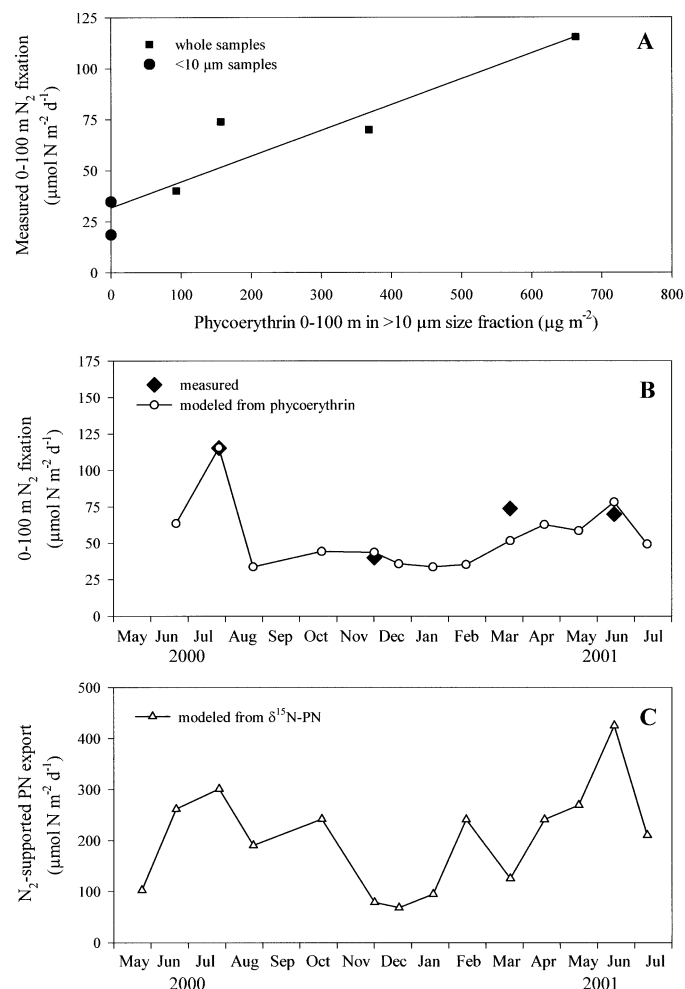 A
whole samples
<10 µm samples
Measured 0-100 m N2 fixation
(µmol N m-2 d-1)
125
100
75
50
25
0
0 100 200 300 400 500 600 700 800
Phycoerythrin 0-100 m in >10 µm size fraction (µg m-2)
B
measured
modeled from phycoerythrin
0-100 m N2 fixation
(µmol N m-2 d-1)
175
150
125
100
75
50
25
0
May Jun Jul Aug Sep Oct Nov Dec Jan Feb Mar Apr May Jun Jul
2000 2001
C
modeled from δ15N-PN
N2-supported PN export
(µmol N m-2 d-1)
500
400
300
200
100
0
May Jun Jul Aug Sep Oct Nov Dec Jan Feb Mar Apr May Jun Jul
2000 2001